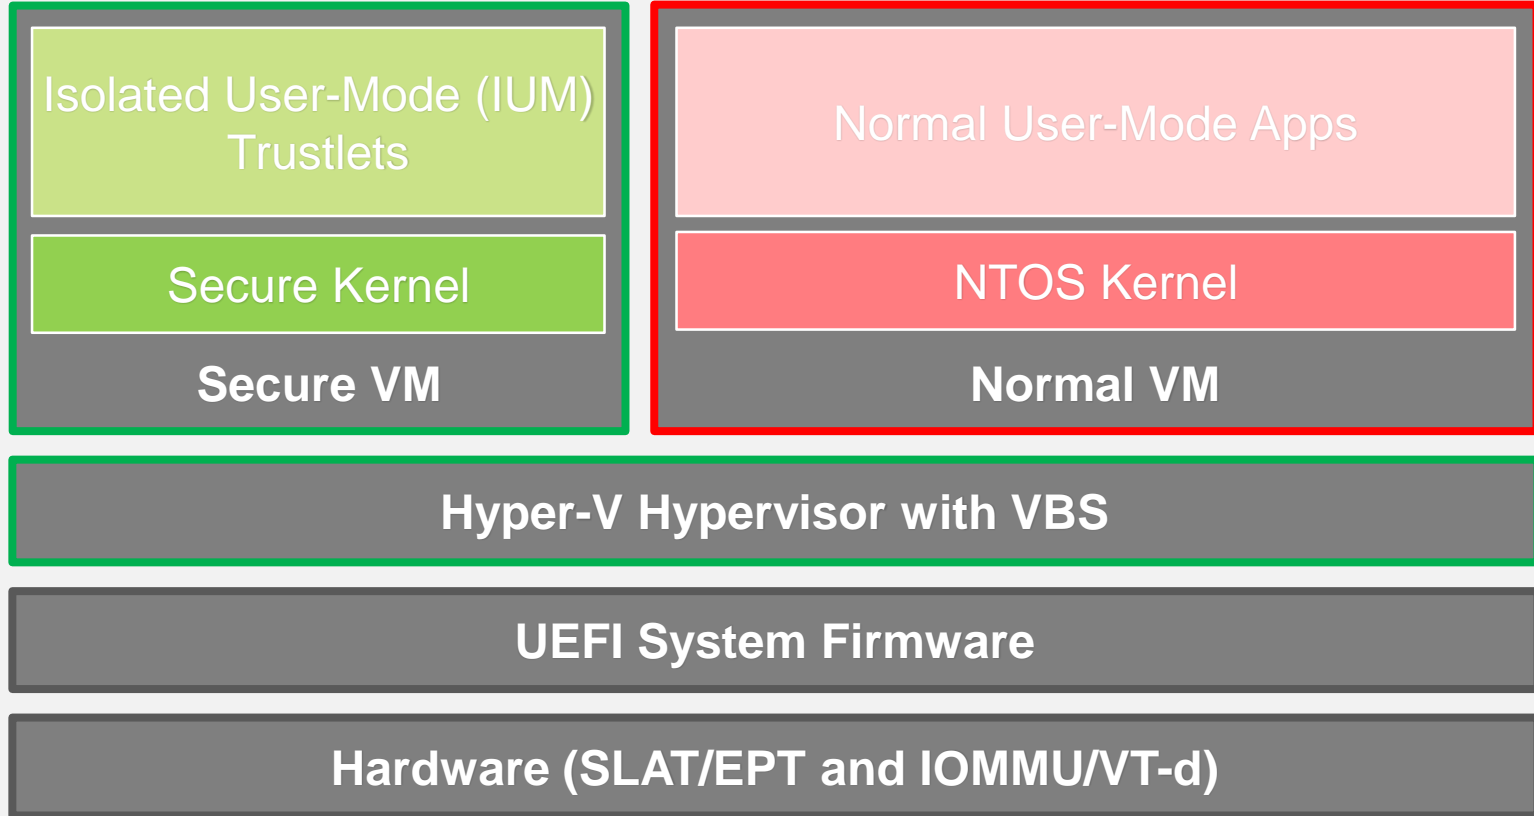 Isolated User-Mode (IUM)
Trustlets
Secure Kernel
Secure VM
Normal User-Mode Apps
NTOS Kernel
Normal VM
Hyper-V Hypervisor with VBS
UEFI System Firmware
Hardware (SLAT/EPT and IOMMU/VT-d)